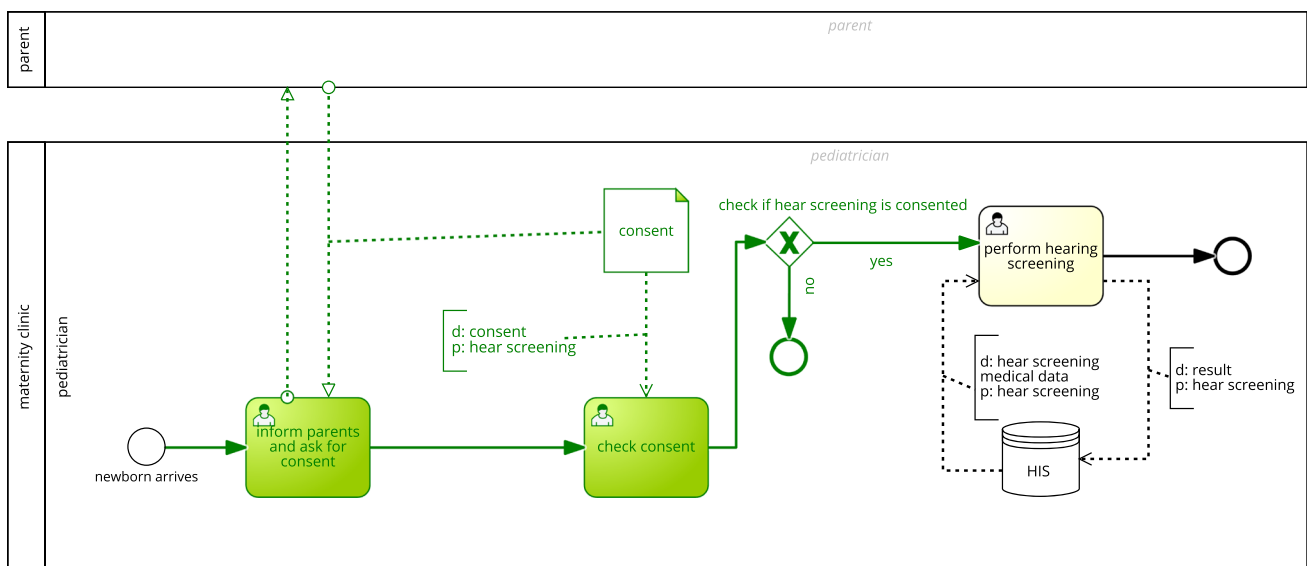 parent
parent
maternity clinic
pediatrician
pediatrician
consent
check if hear screening is consented
yes
no
perform hearing
screening
d: consent
p: hear screening
d: hear screening
medical data
p: hear screening
d: result
p: hear screening
newborn arrives
inform parents
and ask for
consent
check consent
HIS